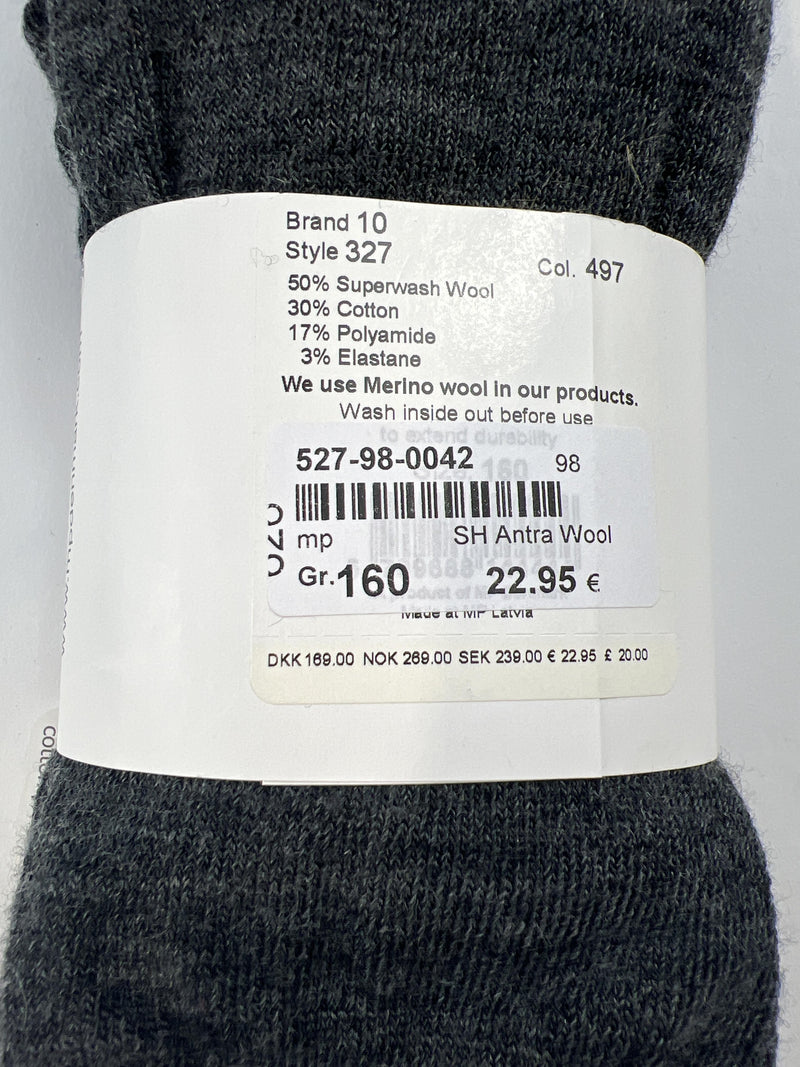 Brand 10
Style 327
Col. 497
50% Superwash Wool
30% Cotton
17% Polyamide
3% Elastane
We use Merino wool in our products.
Wash inside out before use
to extend durability
Size: 160
527-98-0042 98
mp SH Antra Wool
Gr. 160 22.95 €
Made at MP Latvia
DKK 169.00 NOK 269.00 SEK 239.00 € 22.95 £ 20.00